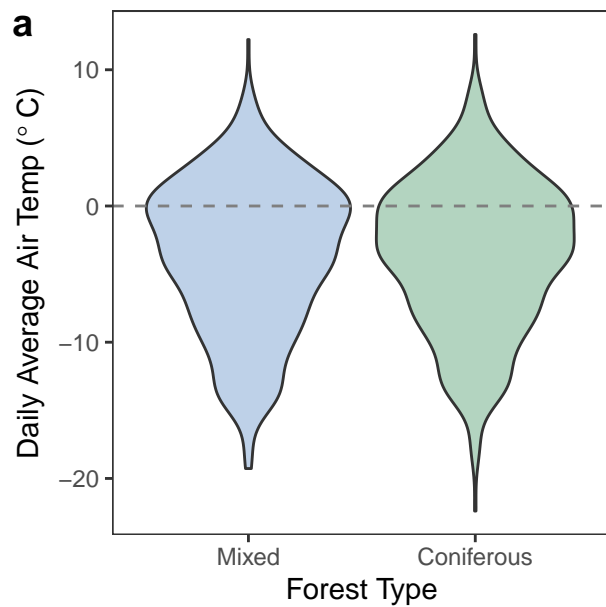 a
Daily Average Air Temp (° C)
10
0
−10
−20
Mixed Coniferous
Forest Type